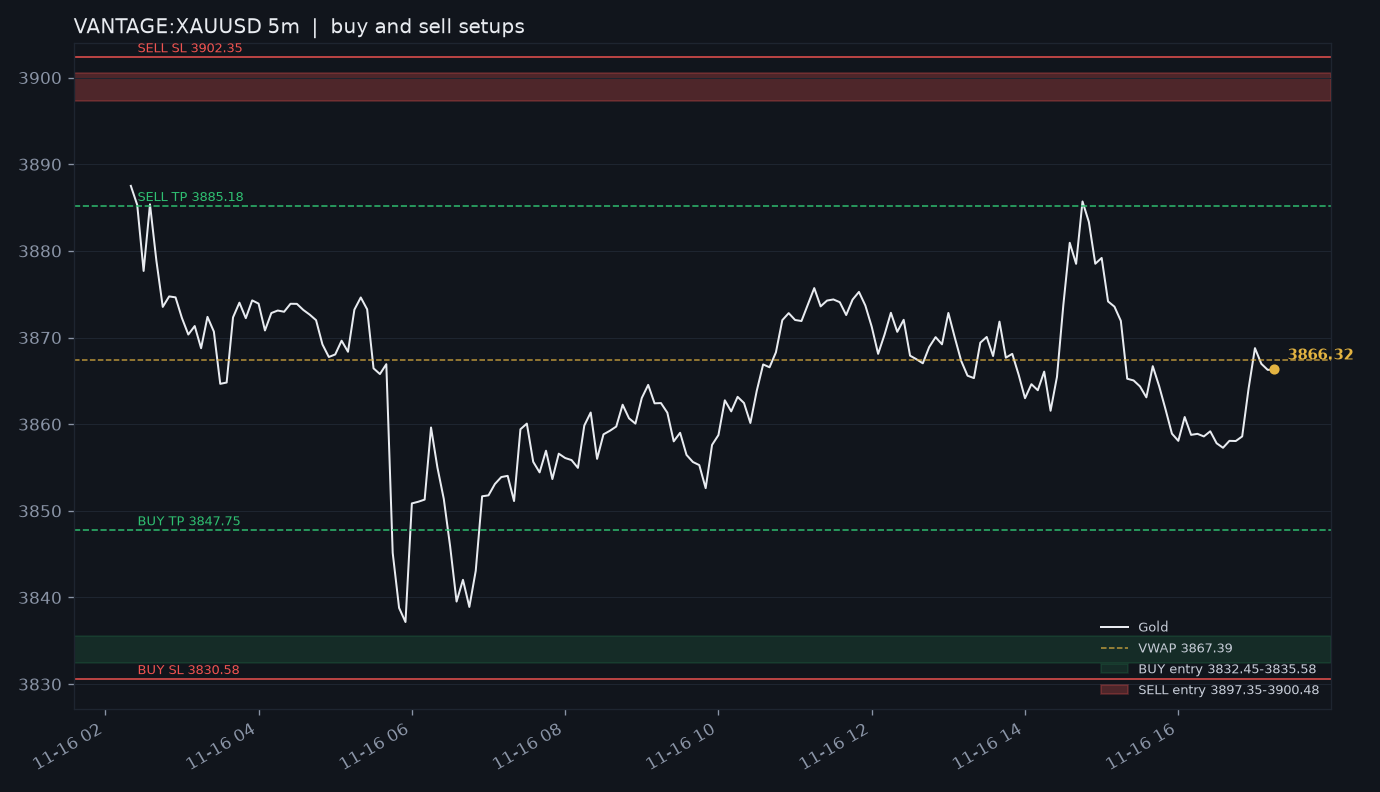 VANTAGE:XAUUSD 5m | buy and sell setups
SELL SL 3902.35
3900
3890
SELL TP 3885.18
3880
3870
3866.32
3860
3850
BUY TP 3847.75
3840
3830
BUY SL 3830.58
Gold
VWAP 3867.39
BUY entry 3832.45-3835.58
SELL entry 3897.35-3900.48
11-16 02
11-16 04
11-16 06
11-16 08
11-16 10
11-16 12
11-16 14
11-16 16